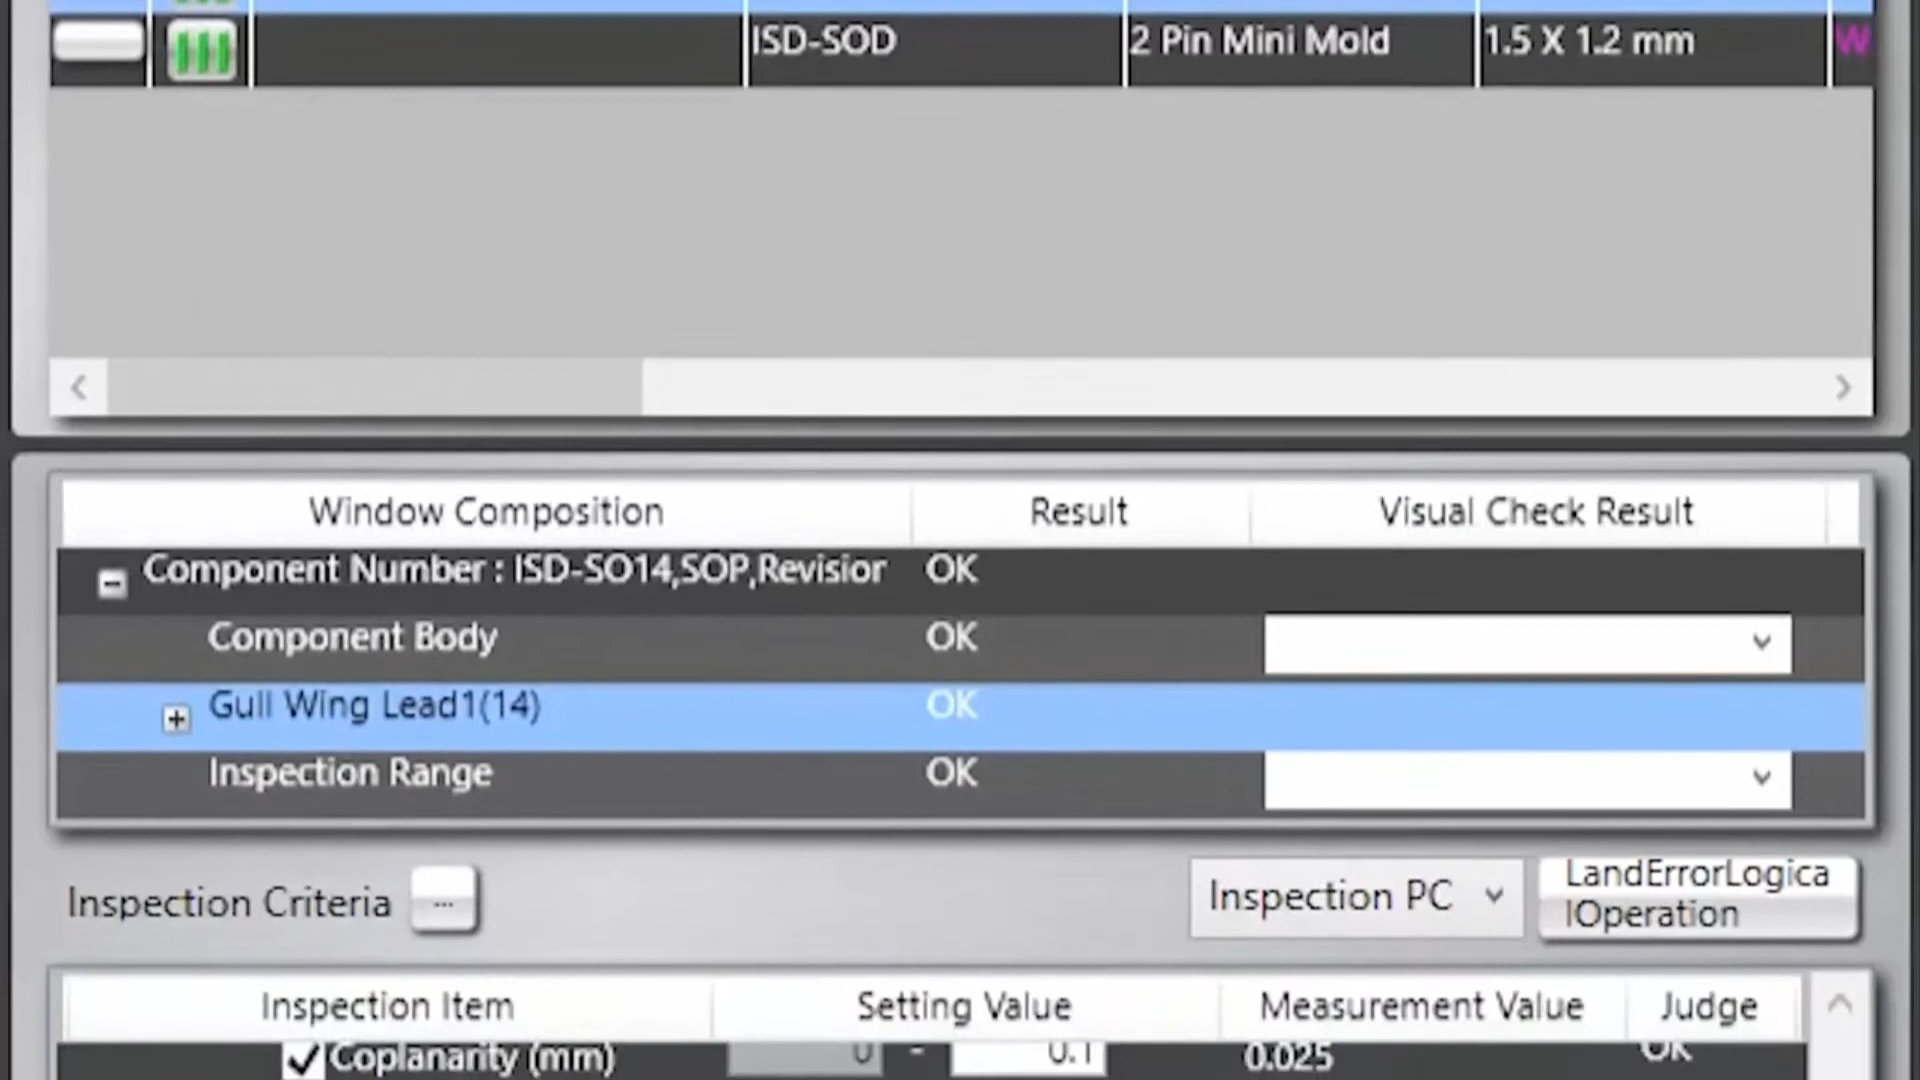 ISD-SOD 2 Pin Mini Mold 1.5 X 1.2 mm W
Window Composition Result Visual Check Result
Component Number : ISD-SO14,SOP,Revisior OK
Component Body OK
Gull Wing Lead1(14) OK
Inspection Range OK
Inspection Criteria ... Inspection PC LandErrorLogica
lOperation
Inspection Item Setting Value Measurement Value Judge
Coplanarity (mm) 0 - 0.1 0.025 OK